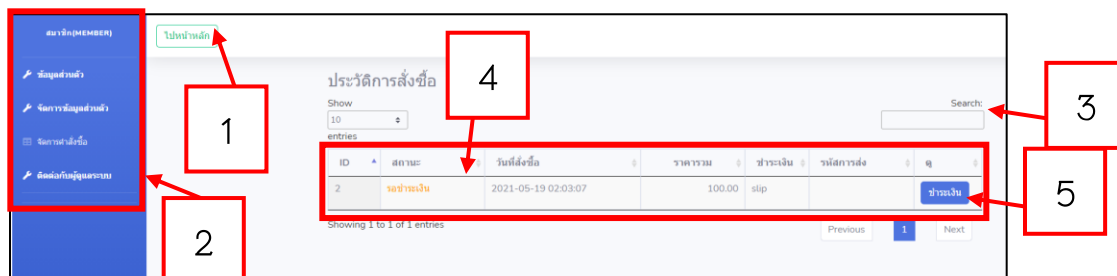 สมาชิก(MEMBER)
ไปหน้าหลัก
ข้อมูลส่วนตัว
จัดการข้อมูลส่วนตัว
จัดการคำสั่งซื้อ
ติดต่อกับผู้ดูแลระบบ
1
2
ประวัติการสั่งซื้อ
4
Show
10
entries
Search:
3
ID สถานะ วันที่สั่งซื้อ ราคารวม ชำระเงิน รหัสการส่ง ดู
2 รอชำระเงิน 2021-05-19 02:03:07 100.00 slip ชำระเงิน
5
Showing 1 to 1 of 1 entries
Previous 1 Next